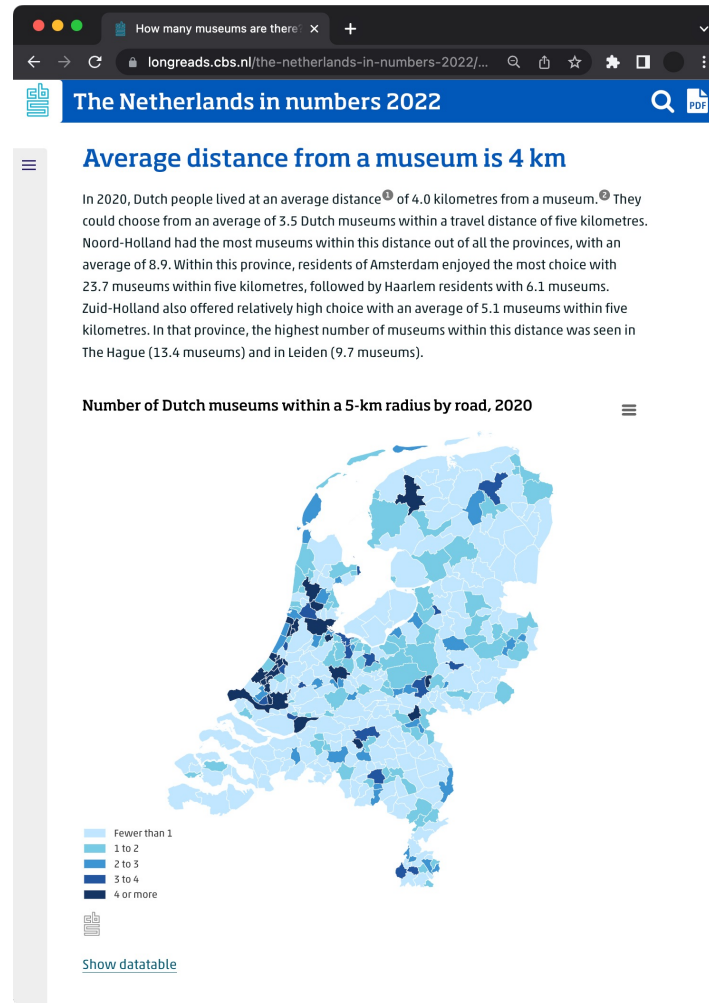 How many museums are there?
longreads.cbs.nl/the-netherlands-in-numbers-2022/...
The Netherlands in numbers 2022
PDF
Average distance from a museum is 4 km
In 2020, Dutch people lived at an average distance 1 of 4.0 kilometres from a museum. 2 They
could choose from an average of 3.5 Dutch museums within a travel distance of five kilometres.
Noord-Holland had the most museums within this distance out of all the provinces, with an
average of 8.9. Within this province, residents of Amsterdam enjoyed the most choice with
23.7 museums within five kilometres, followed by Haarlem residents with 6.1 museums.
Zuid-Holland also offered relatively high choice with an average of 5.1 museums within five
kilometres. In that province, the highest number of museums within this distance was seen in
The Hague (13.4 museums) and in Leiden (9.7 museums).
Number of Dutch museums within a 5-km radius by road, 2020
Fewer than 1
1 to 2
2 to 3
3 to 4
4 or more
Show datatable